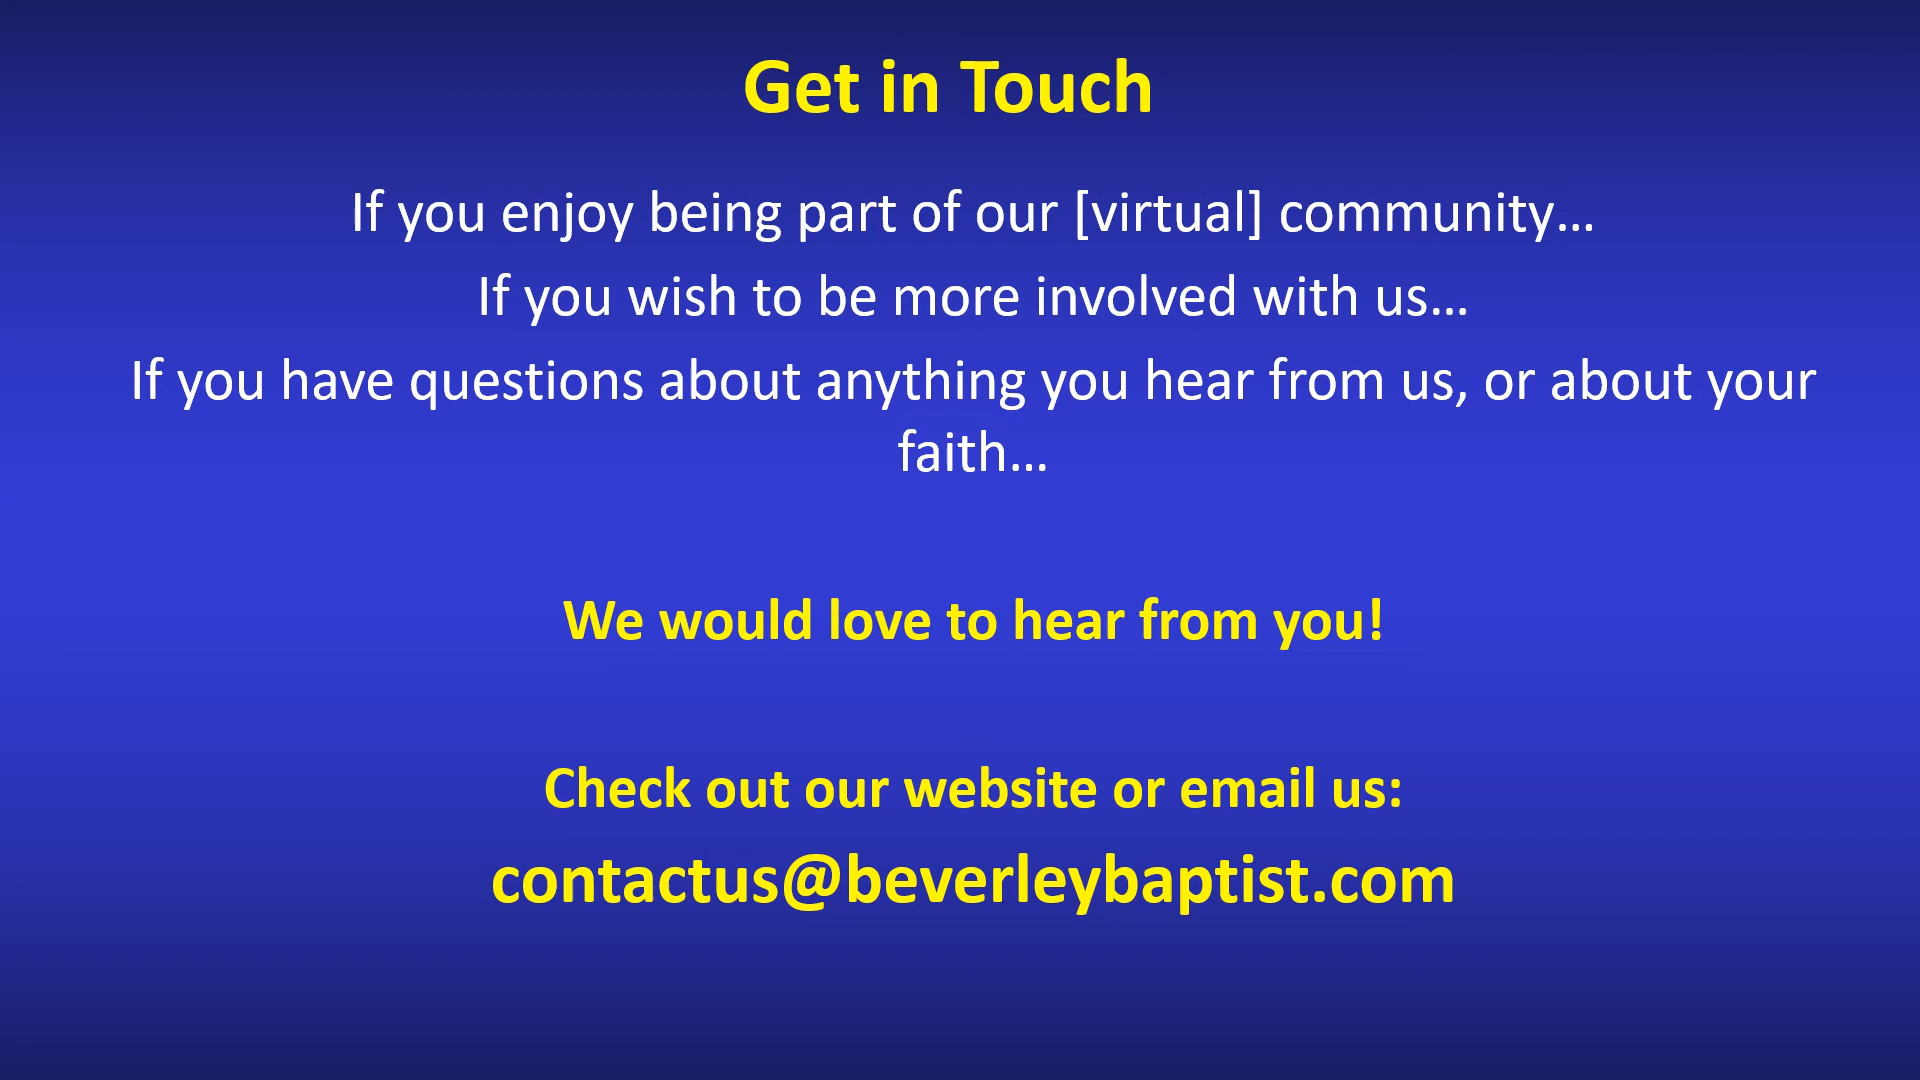 Get in Touch
If you enjoy being part of our [virtual] community...
If you wish to be more involved with us...
If you have questions about anything you hear from us, or about your
faith...
We would love to hear from you!
Check out our website or email us:
contactus@beverleybaptist.com